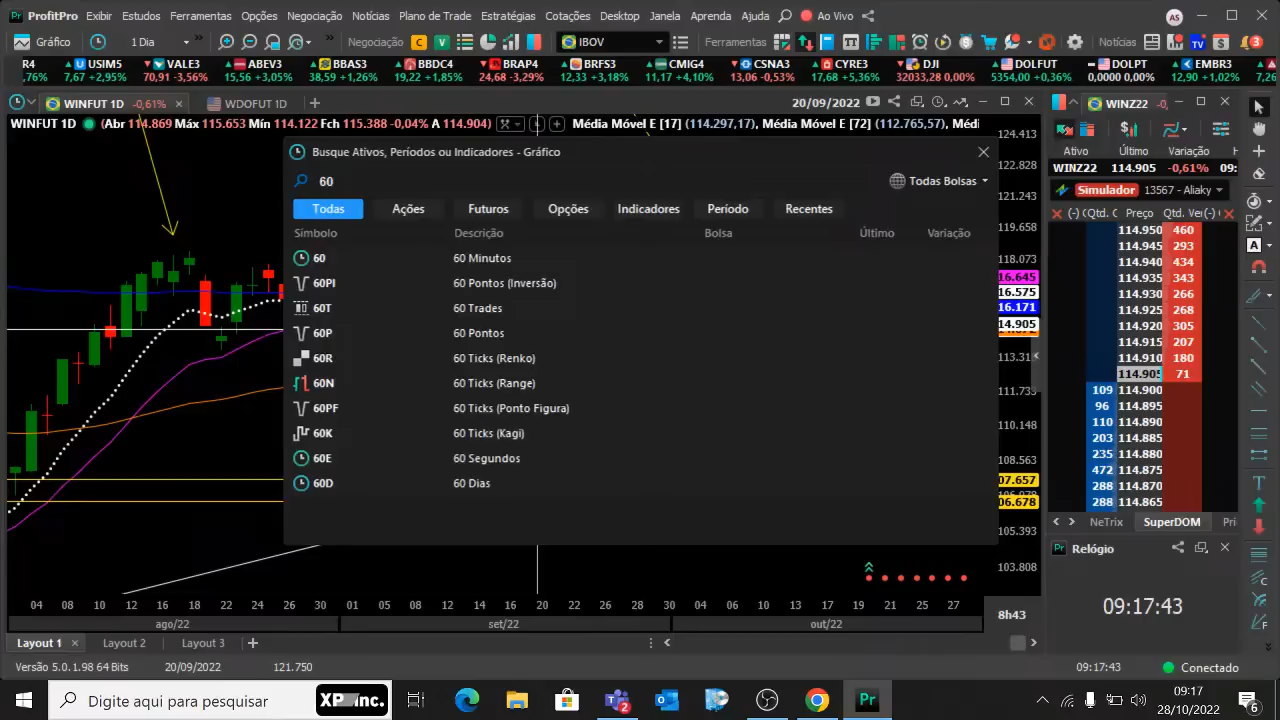 ProfitPro Exibir Estudos Ferramentas Opções Negociação Notícias Plano de Trade Estratégias Cotações Desktop Janela Aprenda Ajuda Ao Vivo AS
Gráfico 1 Dia Negociação C V IBOV Ferramentas Notícias 3
R4 USIM5 VALE3 ABEV3 BBAS3 BBDC4 BRAP4 BRFS3 CMIG4 CSNA3 CYRE3 DJI DOLFUT DOLPT EMBR3
,76% 7,67 +2,95% 70,91 -3,56% 15,56 +3,05% 38,59 +1,26% 19,22 +1,85% 24,68 -3,29% 12,33 +3,18% 11,17 +4,10% 13,06 -0,53% 17,68 +5,36% 32033,28 0,00% 5354,00 +0,36% 0,0000 0,00% 12,90 +1,02% 7,26
WINFUT 1D -0,61% WDOFUT 1D 20/09/2022
WINFUT 1D (Abr 114.869 Máx 115.653 Mín 114.122 Fch 115.388 -0,04% A 114.904) Média Móvel E [17] (114.297,17), Média Móvel E [72] (112.765,57), Médi
Busque Ativos, Períodos ou Indicadores - Gráfico
60 Todas Bolsas
Todas Ações Futuros Opções Indicadores Período Recentes
Símbolo Descrição Bolsa Último Variação
60 60 Minutos
60PI 60 Pontos (Inversão)
60T 60 Trades
60P 60 Pontos
60R 60 Ticks (Renko)
60N 60 Ticks (Range)
60PF 60 Ticks (Ponto Figura)
60K 60 Ticks (Kagi)
60E 60 Segundos
60D 60 Dias
124.413
122.828
121.243
119.658
118.073
16.645
16.575
16.171
14.905
113.31
111.733
110.148
108.563
07.657
06.678
105.393
103.808
04 08 10 12 16 18 22 24 26 30 01 05 08 12 14 16 20 22 26 28 30 04 06 10 13 17 19 21 25 27
ago/22 set/22 out/22
8h43
Layout 1 Layout 2 Layout 3
Versão 5.0.1.98 64 Bits 20/09/2022 121.750 09:17:43 Conectado
WINZ22 -0,
Ativo Último Variação H
WINZ22 114.905 -0,61% 09:
Simulador 13567 - Aliaky
(-) (Qtd. C Preço Qtd. Ver (-) (
114.950 460
114.945 293
114.940 434
114.935 343
114.930 266
114.925 268
114.920 305
114.915 207
114.910 180
114.905 71
109 114.900
96 114.895
110 114.890
203 114.885
235 114.880
472 114.875
288 114.870
288 114.865
NeTrix SuperDOM Pri
Relógio
09:17:43
Digite aqui para pesquisar XP inc. 2 Pr 09:17
28/10/2022 6